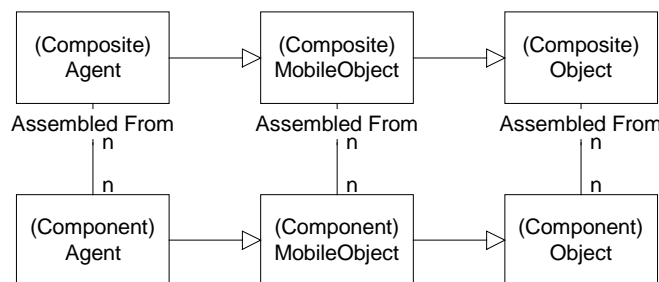 (Composite)
Agent
(Composite)
MobileObject
(Composite)
Object
Assembled From
n
Assembled From
n
Assembled From
n
n
n
n
(Component)
Agent
(Component)
MobileObject
(Component)
Object